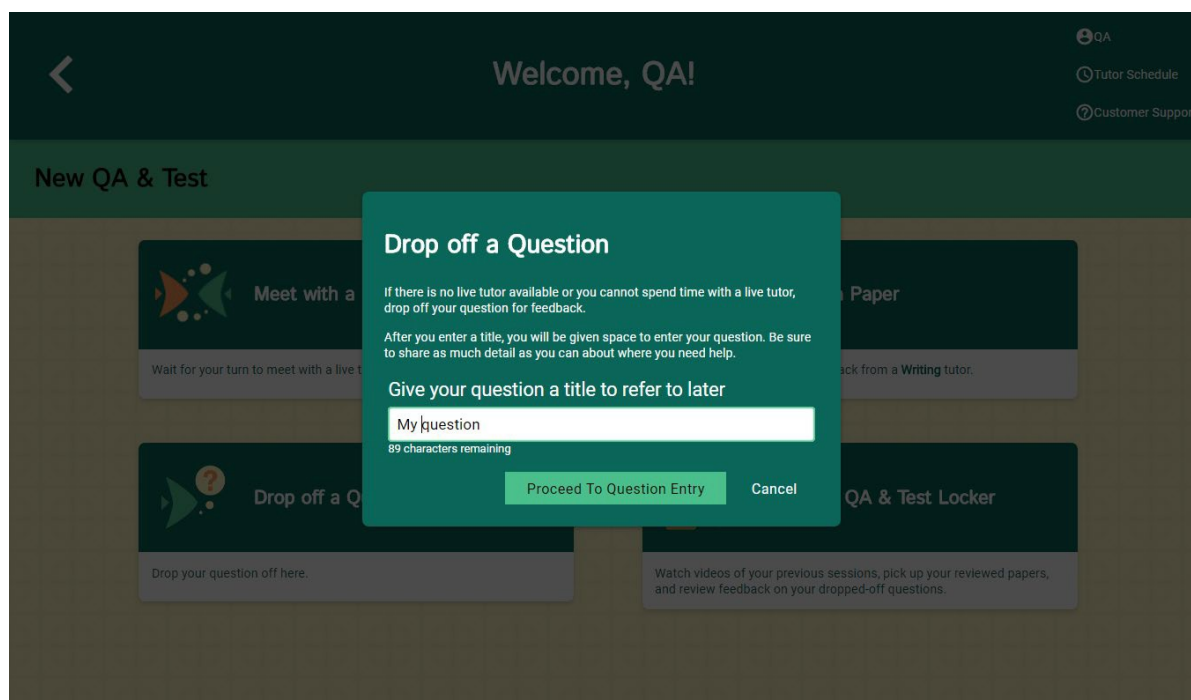 QA
Welcome, QA!
Tutor Schedule
Customer Suppor
New QA & Test
Drop off a Question
If there is no live tutor available or you cannot spend time with a live tutor,
drop off your question for feedback.
After you enter a title, you will be given space to enter your question. Be sure
to share as much detail as you can about where you need help.
Give your question a title to refer to later
My question
89 characters remaining
Proceed To Question Entry
Cancel
Meet with a
Paper
Wait for your turn to meet with a live t
ack from a Writing tutor.
Drop off a Q
QA & Test Locker
Drop your question off here.
Watch videos of your previous sessions, pick up your reviewed papers,
and review feedback on your dropped-off questions.